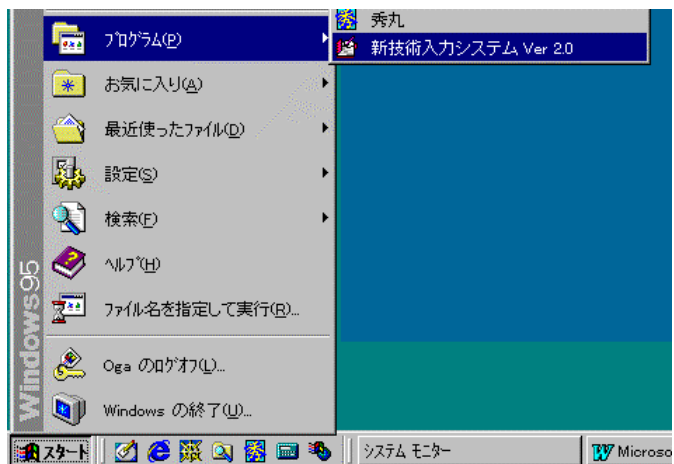 秀丸
新技術入力システム Ver 2.0
プログラム(P)
お気に入り(A)
最近使ったファイル(D)
設定(S)
検索(F)
ヘルプ(H)
ファイル名を指定して実行(R)...
Oga のログオフ(L)...
Windows の終了(U)...
Windows95
スタート
システム モニター
Microso